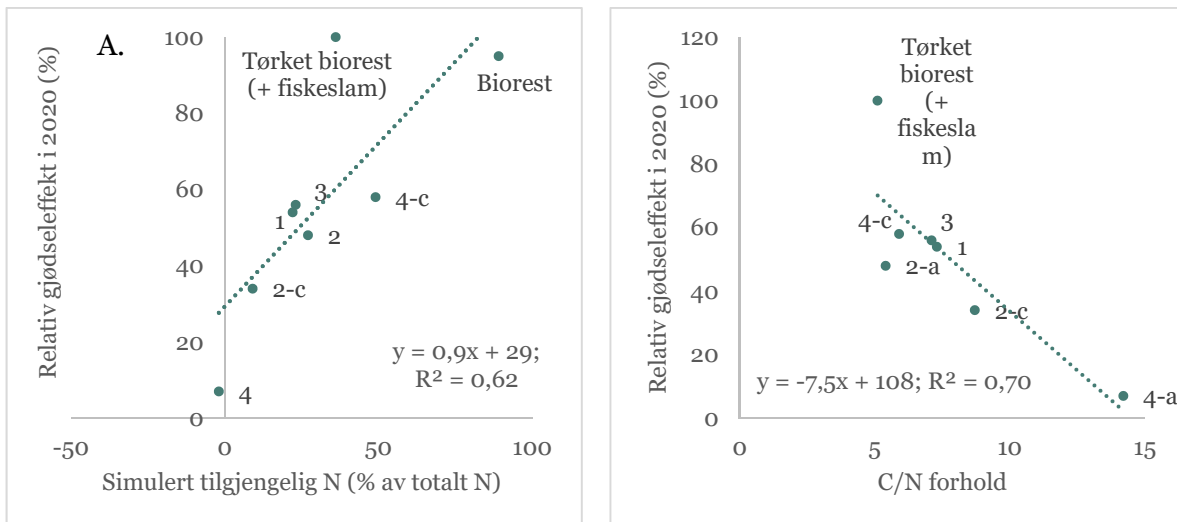 A.
Relativ gjødseleffekt i 2020 (%)
100
80
60
40
20
0
Tørket biorest
(+ fiskeslam)
Biorest
3
1
4-c
2
2-c
4
y = 0,9x + 29;
R² = 0,62
-50
0
50
100
Simulert tilgjengelig N (% av totalt N)
Relativ gjødseleffekt i 2020 (%)
120
100
80
60
40
20
0
Tørket
biorest
(+
fiskesla
m)
4-c
3
1
2-a
2-c
y = -7,5x + 108; R² = 0,70
4-a
0
5
10
15
C/N forhold